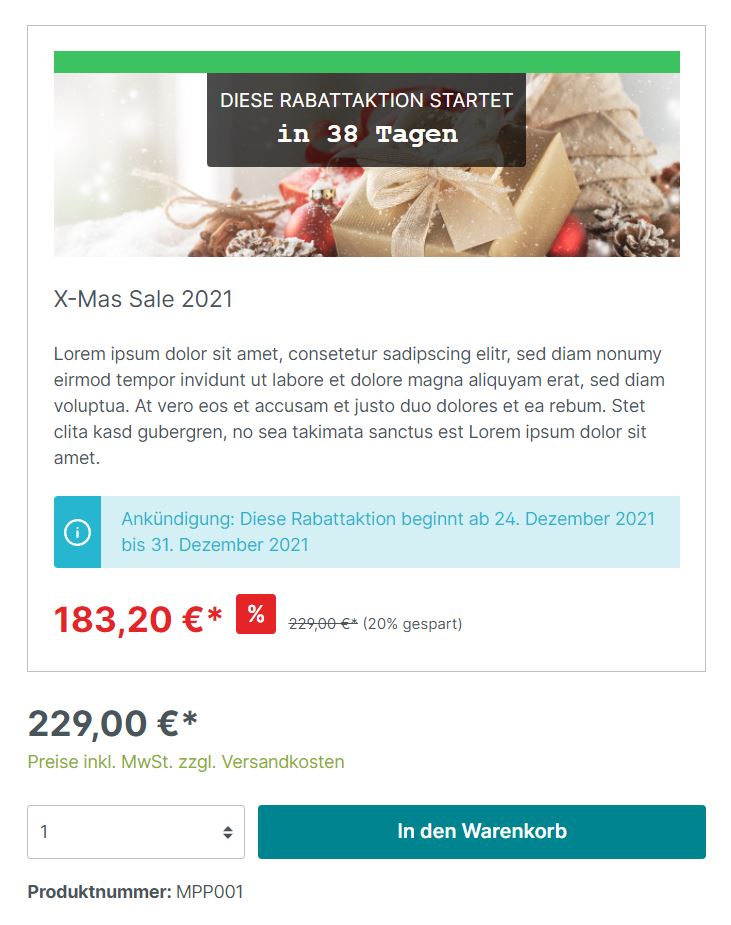 DIESE RABATTAKTION STARTET
in 38 Tagen
X-Mas Sale 2021
Lorem ipsum dolor sit amet, consetetur sadipscing elitr, sed diam nonumy
eirmod tempor invidunt ut labore et dolore magna aliquyam erat, sed diam
voluptua. At vero eos et accusam et justo duo dolores et ea rebum. Stet
clita kasd gubergren, no sea takimata sanctus est Lorem ipsum dolor sit
amet.
Ankündigung: Diese Rabattaktion beginnt ab 24. Dezember 2021
bis 31. Dezember 2021
183,20 €* % 229,00 €* (20% gespart)
229,00 €*
Preise inkl. MwSt. zzgl. Versandkosten
1 In den Warenkorb
Produktnummer: MPP001